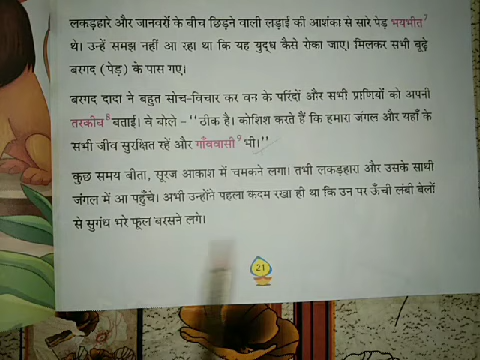 लकड़हारे और जानवरों के बीच छिड़ने वाली लड़ाई की आशंका से सारे पेड़ भयभीत⁷
थे। उन्हें समझ नहीं आ रहा था कि यह युद्ध कैसे रोका जाए। मिलकर सभी बूढ़े
बरगद (पेड़) के पास गए।
बरगद दादा ने बहुत सोच-विचार कर वन के परिंदों और सभी प्राणियों को अपनी
तरकीब⁸ बताई। वे बोले - "ठीक है। कोशिश करते हैं कि हमारा जंगल और यहाँ के
सभी जीव सुरक्षित रहें और गाँववासी⁹ भी।"
कुछ समय बीता, सूरज आकाश में चमकने लगा। तभी लकड़हारा और उसके साथी
जंगल में आ पहुँचे। अभी उन्होंने पहला कदम रखा ही था कि उन पर ऊँची लंबी बेलों
से सुगंध भरे फूल बरसने लगे।
21